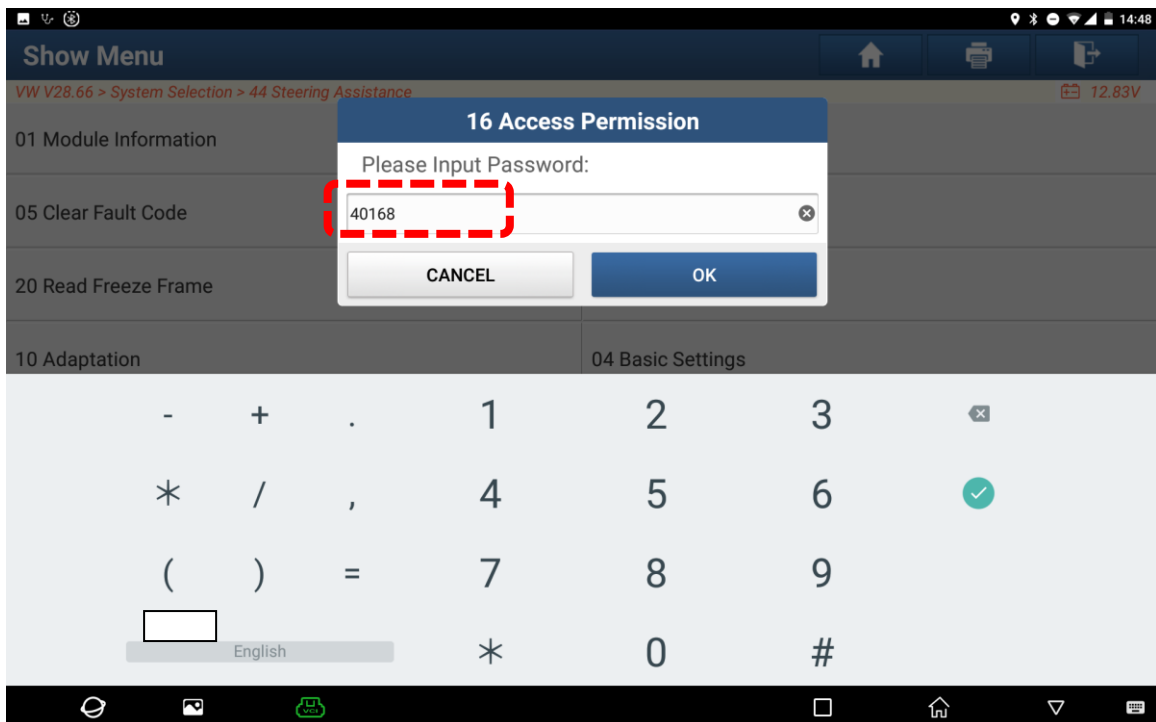 14:48
Show Menu
VW V28.66 > System Selection > 44 Steering Assistance
12.83V
16 Access Permission
01 Module Information
Please Input Password:
05 Clear Fault Code
40168
CANCEL
OK
20 Read Freeze Frame
10 Adaptation
04 Basic Settings
- + . 1 2 3
* / , 4 5 6
( ) = 7 8 9
English * 0 #
VCI